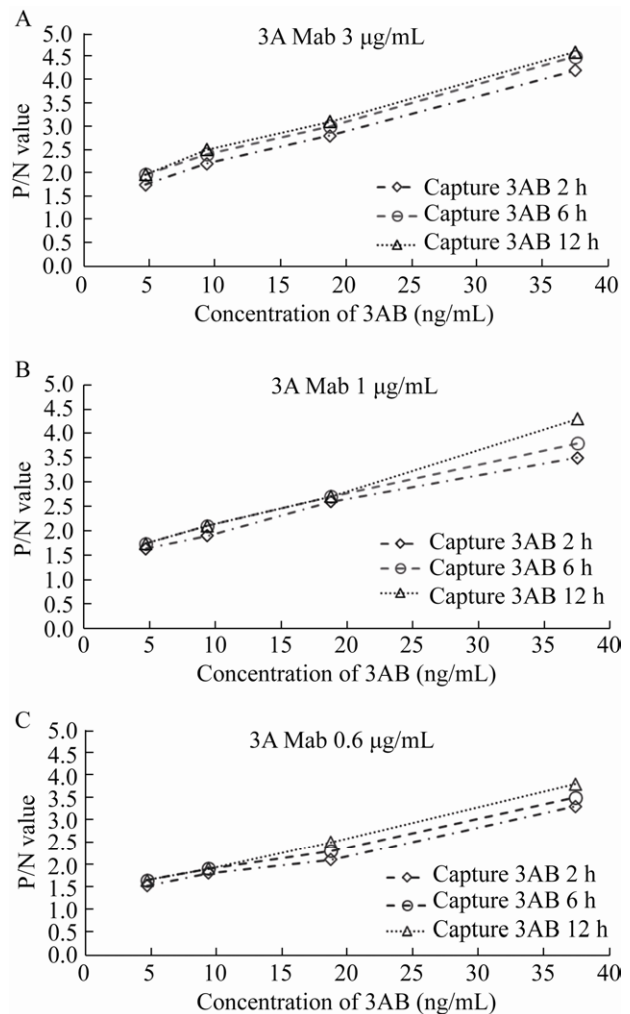 A
3A Mab 3 μg/mL
5.0
4.5
4.0
3.5
3.0
2.5
2.0
1.5
1.0
0.5
0.0
P/N value
Capture 3AB 2 h
Capture 3AB 6 h
Capture 3AB 12 h
0 5 10 15 20 25 30 35 40
Concentration of 3AB (ng/mL)
B
3A Mab 1 μg/mL
5.0
4.5
4.0
3.5
3.0
2.5
2.0
1.5
1.0
0.5
0.0
P/N value
Capture 3AB 2 h
Capture 3AB 6 h
Capture 3AB 12 h
0 5 10 15 20 25 30 35 40
Concentration of 3AB (ng/mL)
C
3A Mab 0.6 μg/mL
5.0
4.5
4.0
3.5
3.0
2.5
2.0
1.5
1.0
0.5
0.0
P/N value
Capture 3AB 2 h
Capture 3AB 6 h
Capture 3AB 12 h
0 5 10 15 20 25 30 35 40
Concentration of 3AB (ng/mL)